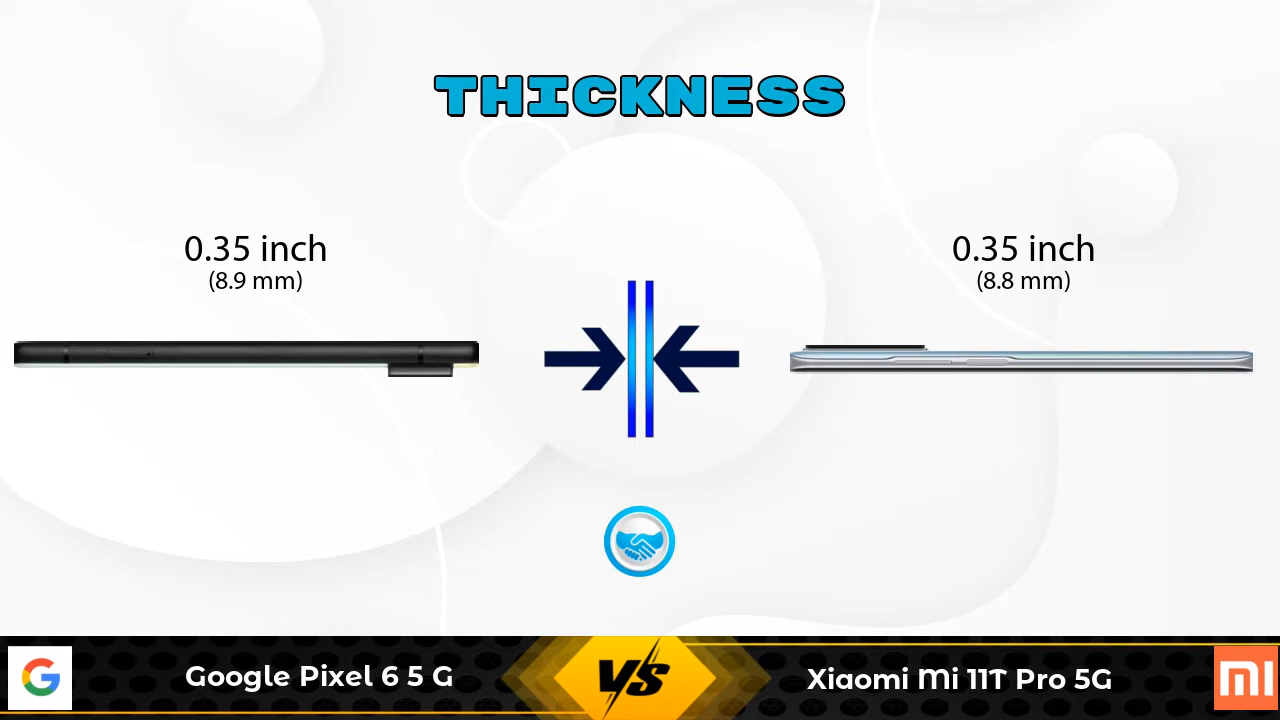 THICKNESS
0.35 inch
(8.9 mm)
0.35 inch
(8.8 mm)
G
Google Pixel 6 5 G
VS
Xiaomi Mi 11T Pro 5G
MI